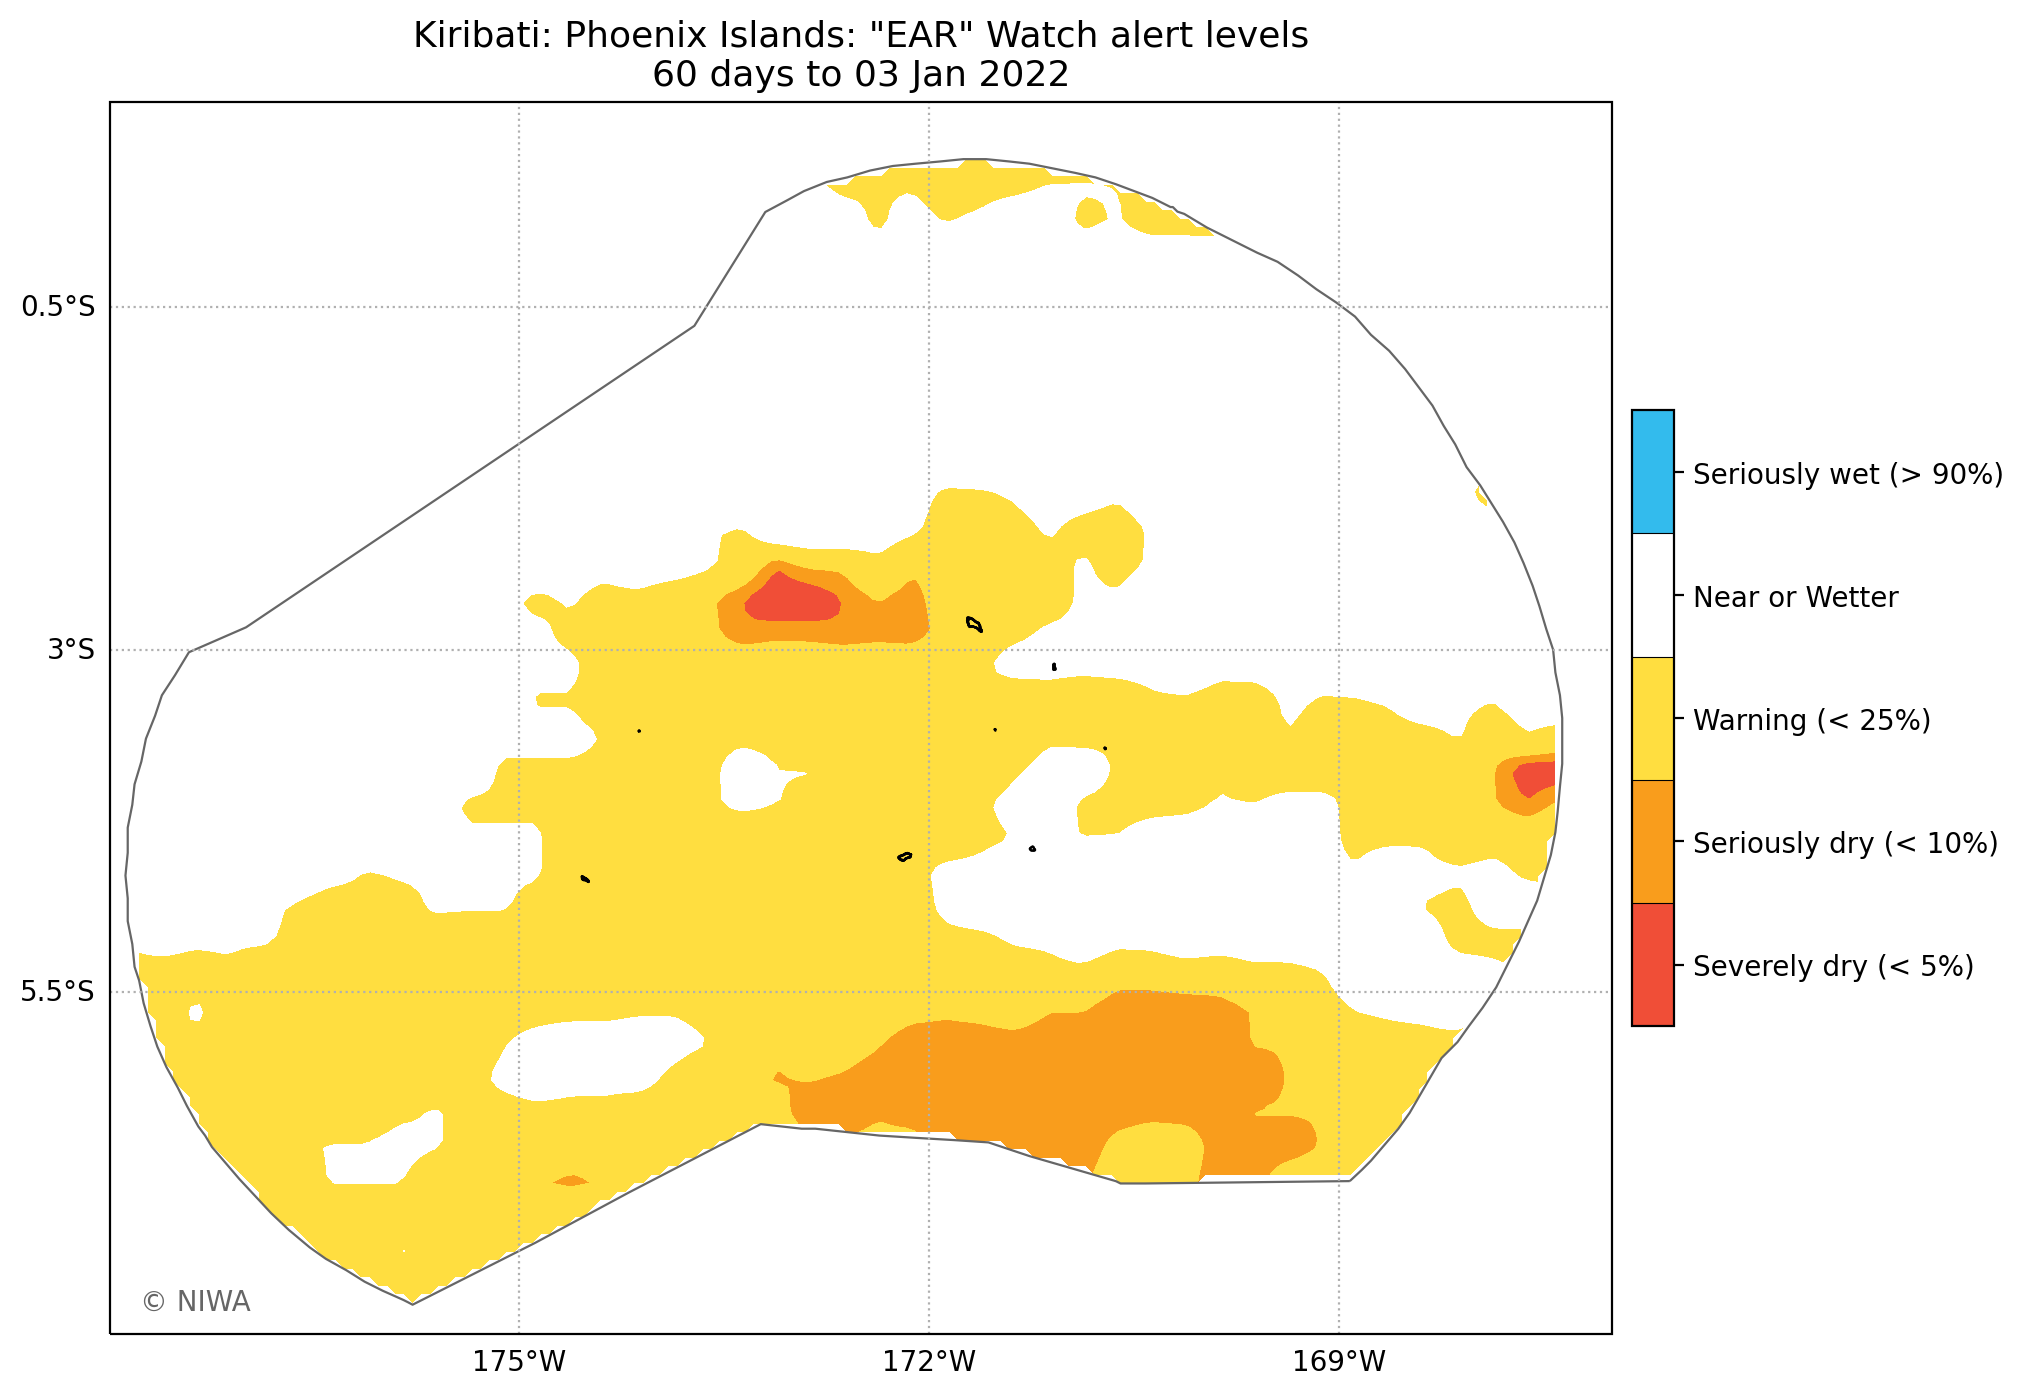 Kiribati: Phoenix Islands: "EAR" Watch alert levels
60 days to 03 Jan 2022
0.5°S
3°S
5.5°S
175°W
172°W
169°W
Seriously wet (> 90%)
Near or Wetter
Warning (< 25%)
Seriously dry (< 10%)
Severely dry (< 5%)
© NIWA